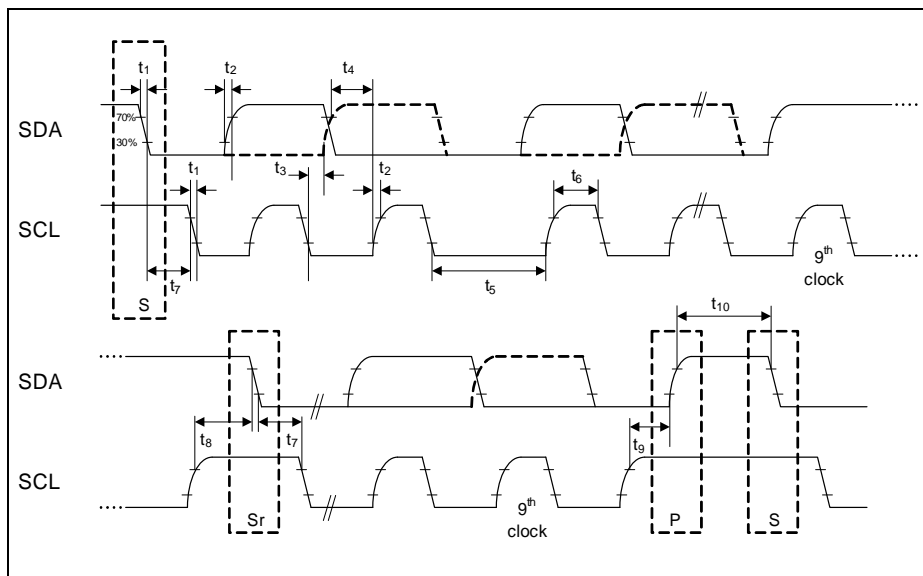 t1 t2 t4
SDA 70%
30%
t1 t3 t2 t6
SCL
t7 t5 9th
clock
S
t10
SDA
t8 t7 t9
SCL
Sr 9th
clock P S